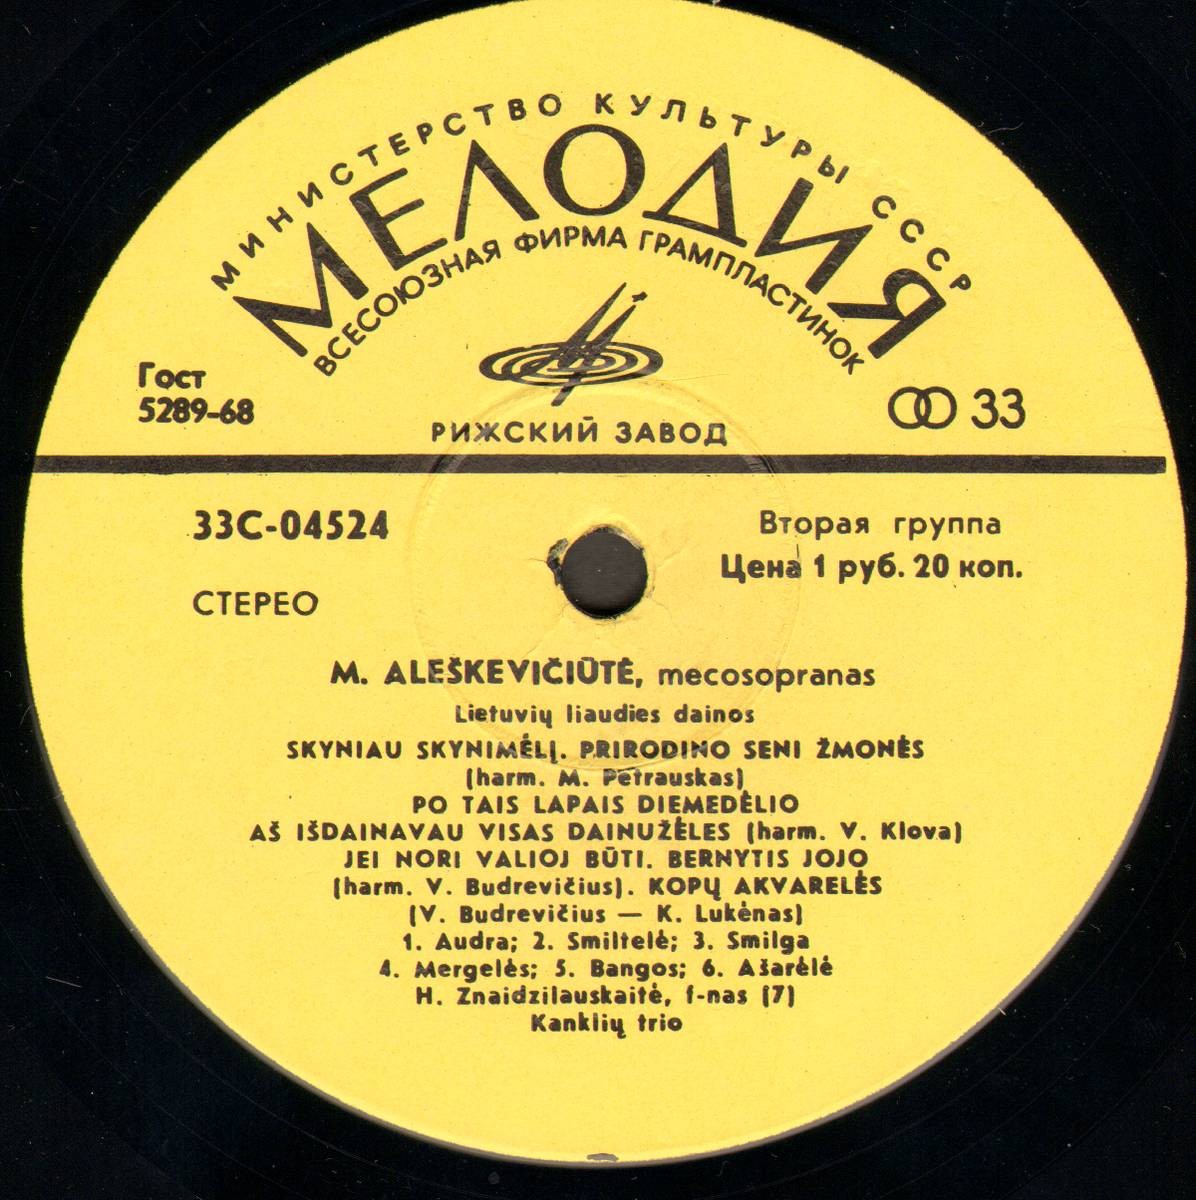 МИНИСТЕРСТВО КУЛЬТУРЫ СССР
МЕЛОДИЯ
ВСЕСОЮЗНАЯ ФИРМА ГРАМПЛАСТИНОК
Гост
5289-68
33
РИЖСКИЙ ЗАВОД
33С-04524
Вторая группа
Цена 1 руб. 20 коп.
СТЕРЕО
M. ALEŠKEVIČIŪTĖ, mecosopranas
Lietuvių liaudies dainos
SKYNIAU SKYNIMĖLĮ. PRIRODINO SENI ŽMONĖS
(harm. M. Petrauskas)
PO TAIS LAPAIS DIEMEDĖLIO
AŠ IŠDAINAVAU VISAS DAINUŽĖLES (harm. V. Klova)
JEI NORI VALIOJ BŪTI. BERNYTIS JOJO
(harm. V. Budrevičius). KOPŲ AKVARELĖS
(V. Budrevičius — K. Lukėnas)
1. Audra; 2. Smiltelė; 3. Smilga
4. Mergelės; 5. Bangos; 6. Ašarėlė
H. Znaidzilauskaitė, f-nas (7)
Kanklių trio